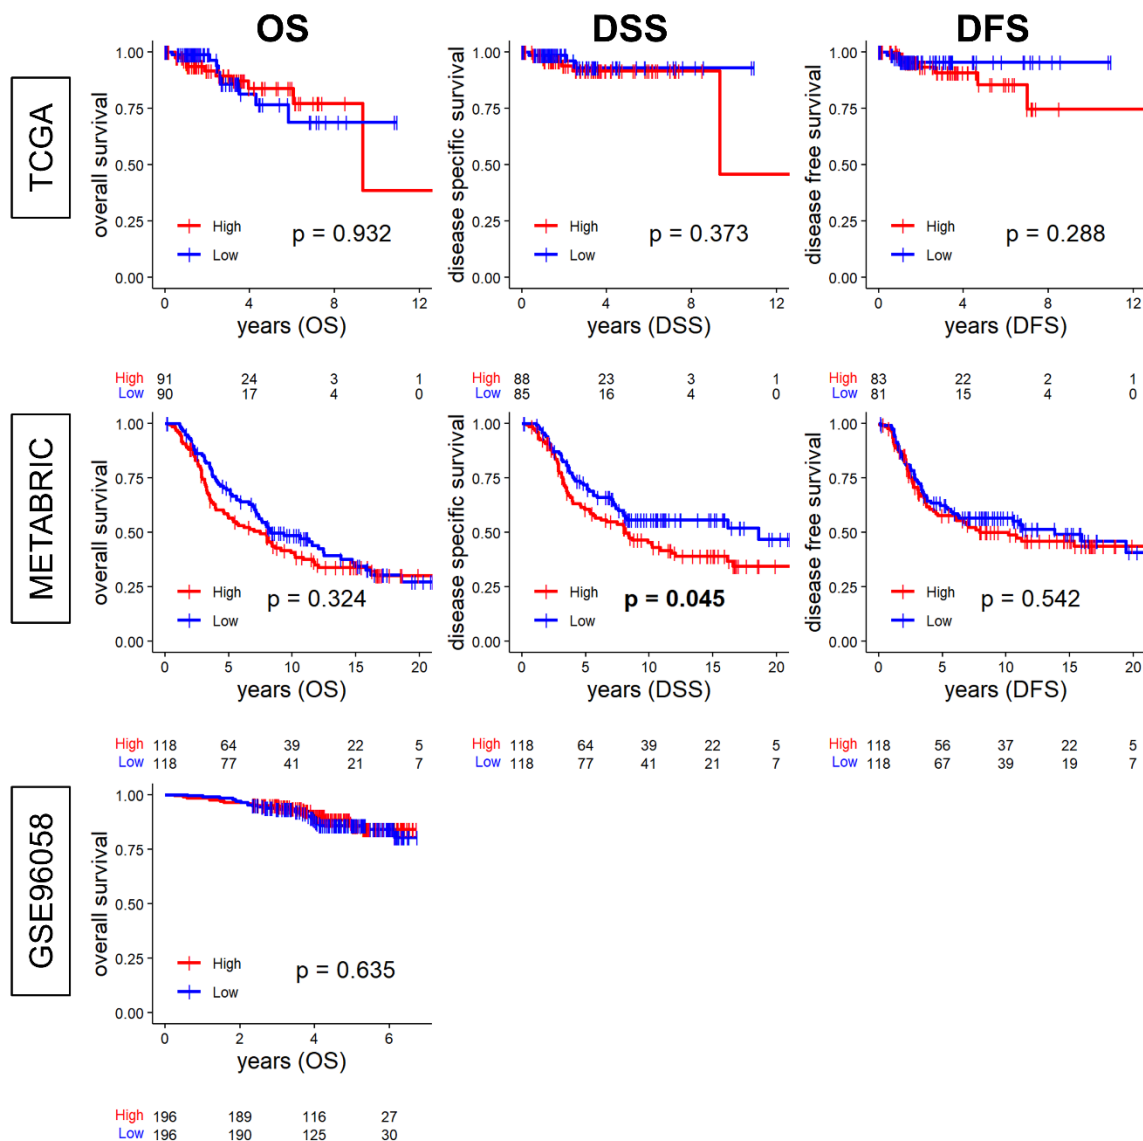 OS DSS DFS
TCGA
overall survival
1.00
0.75
0.50
0.25
0.00
High
Low
p = 0.932
0 4 8 12
years (OS)
High 91 24 3 1
Low 90 17 4 0
disease specific survival
1.00
0.75
0.50
0.25
0.00
High
Low
p = 0.373
0 4 8 12
years (DSS)
High 88 23 3 1
Low 85 16 4 0
disease free survival
1.00
0.75
0.50
0.25
0.00
High
Low
p = 0.288
0 4 8 12
years (DFS)
High 83 22 2 1
Low 81 15 4 0
METABRIC
overall survival
1.00
0.75
0.50
0.25
0.00
High
Low
p = 0.324
0 5 10 15 20
years (OS)
High 118 64 39 22 5
Low 118 77 41 21 7
disease specific survival
1.00
0.75
0.50
0.25
0.00
High
Low
p = 0.045
0 5 10 15 20
years (DSS)
High 118 64 39 22 5
Low 118 77 41 21 7
disease free survival
1.00
0.75
0.50
0.25
0.00
High
Low
p = 0.542
0 5 10 15 20
years (DFS)
High 118 56 37 22 5
Low 118 67 39 19 7
GSE96058
overall survival
1.00
0.75
0.50
0.25
0.00
High
Low
p = 0.635
0 2 4 6
years (OS)
High 196 189 116 27
Low 196 190 125 30